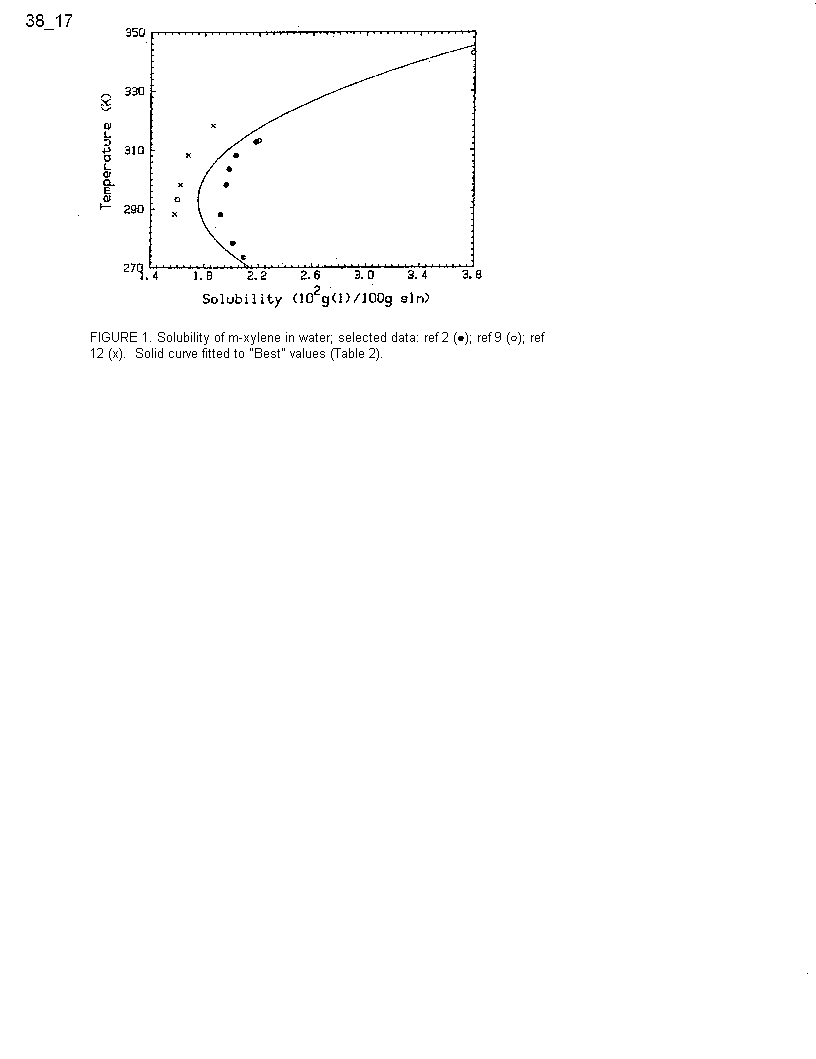 38_17
350
330
310
290
270
Temperature (K)
1.4 1.8 2.2 2.6 3.0 3.4 3.8
Solubility (10²g(1)/100g sln)
FIGURE 1. Solubility of m-xylene in water; selected data: ref 2 (●); ref 9 (o); ref
12 (x). Solid curve fitted to "Best" values (Table 2).